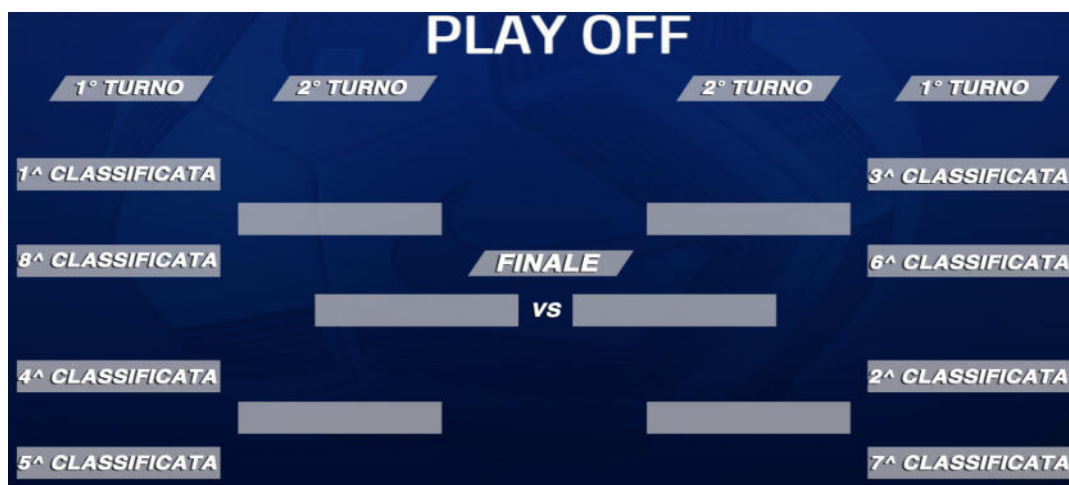 PLAY OFF
1° TURNO 2° TURNO 2° TURNO 1° TURNO
1^ CLASSIFICATA 3^ CLASSIFICATA
8^ CLASSIFICATA FINALE 6^ CLASSIFICATA
VS
4^ CLASSIFICATA 2^ CLASSIFICATA
5^ CLASSIFICATA 7^ CLASSIFICATA